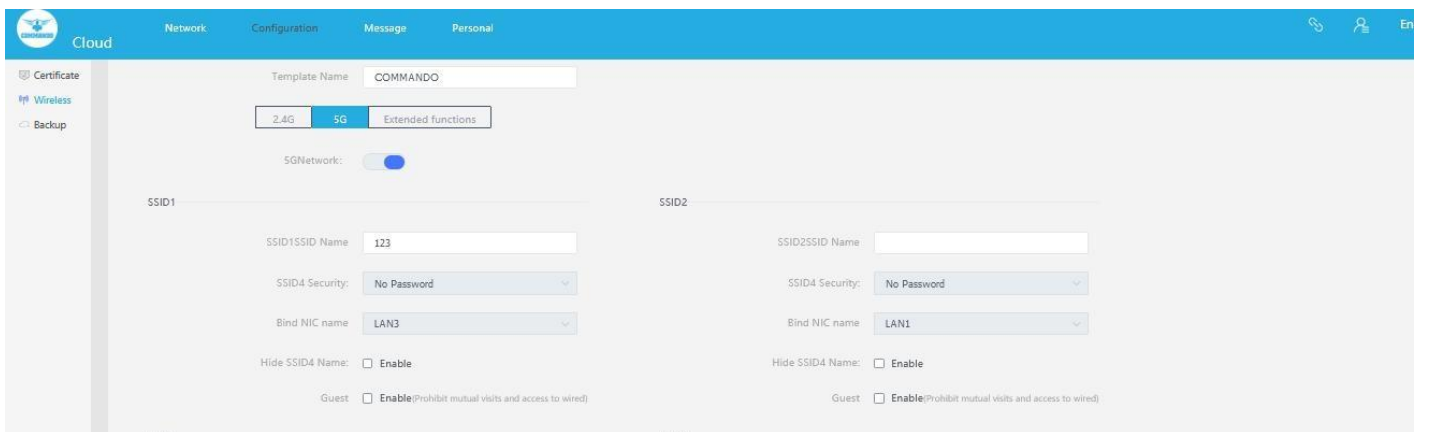 COMMANDO
Cloud
Network
Configuration
Message
Personal
En
Certificate
Wireless
Backup
Template Name
COMMANDO
2.4G
5G
Extended functions
5GNetwork:
SSID1
SSID1SSID Name
123
SSID4 Security:
No Password
Bind NIC name
LAN3
Hide SSID4 Name:
Enable
Guest
Enable(Prohibit mutual visits and access to wired)
SSID2
SSID2SSID Name
SSID4 Security:
No Password
Bind NIC name
LAN1
Hide SSID4 Name:
Enable
Guest
Enable(Prohibit mutual visits and access to wired)